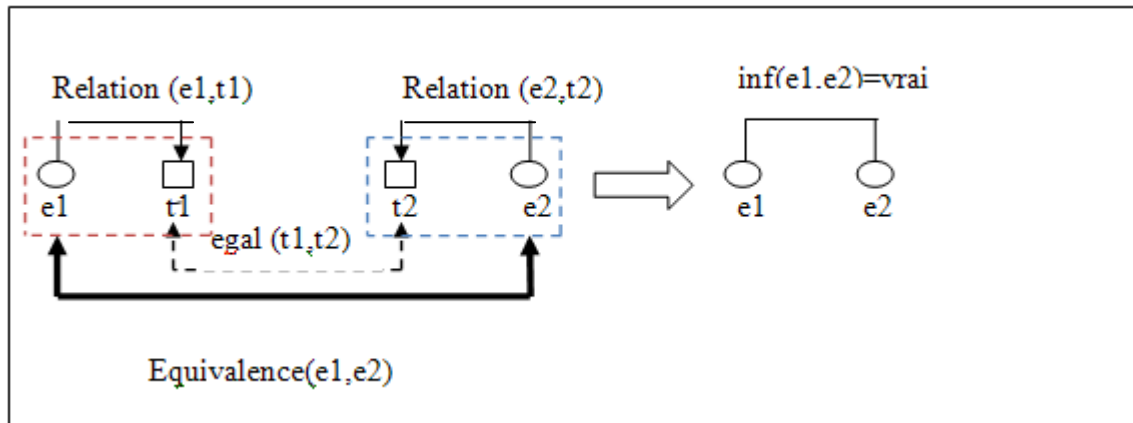 Relation (e1,t1)
Relation (e2,t2)
inf(e1.e2)=vrai
e1
t1
t2
e2
e1
e2
egal (t1,t2)
Equivalence(e1,e2)